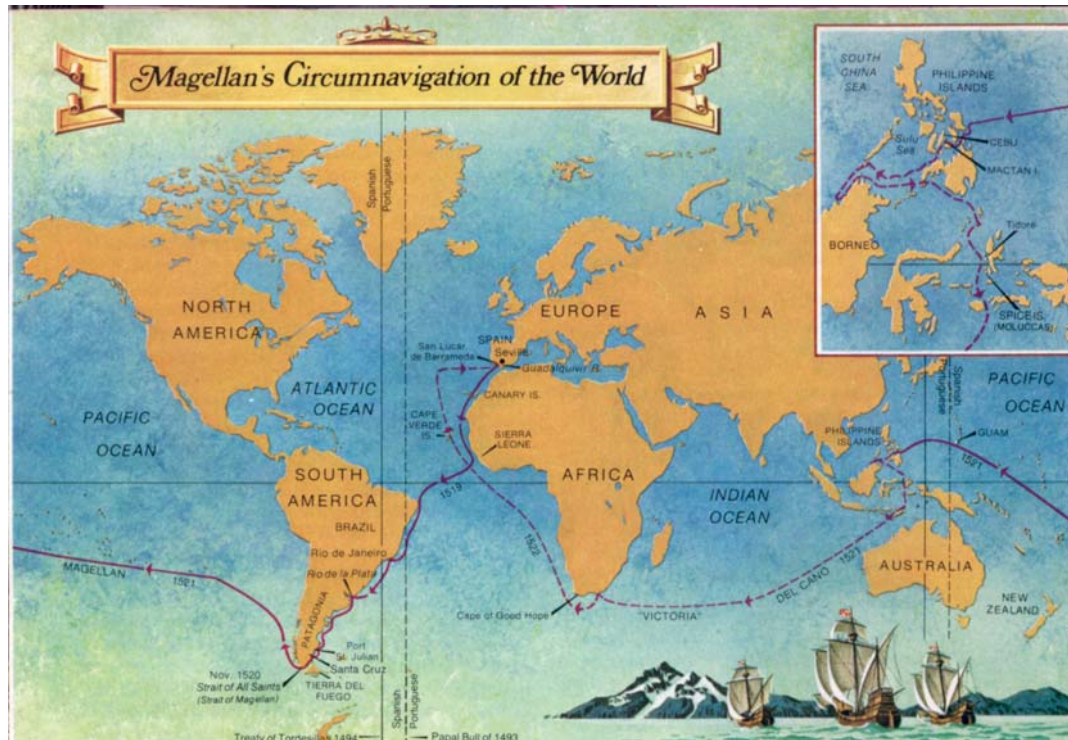 Magellan's Circumnavigation of the World
SOUTH
CHINA
SEA
PHILIPPINE
ISLANDS
Sulu
Sea
CEBU
MACTAN I.
BORNEO
Tidore
SPICE IS.
(MOLUCCAS)
Spanish
Portuguese
NORTH
AMERICA
EUROPE
ASIA
SPAIN
Seville
San Lucar
de Barrameda
Guadalquivir R.
ATLANTIC
OCEAN
CANARY IS.
PACIFIC
OCEAN
CAPE
VERDE
IS.
SIERRA
LEONE
PHILIPPINE
ISLANDS
Portuguese
Spanish
PACIFIC
OCEAN
GUAM
1521
SOUTH
AMERICA
1519
AFRICA
INDIAN
OCEAN
BRAZIL
Rio de Janeiro
Rio de la Plata
MAGELLAN
1521
1522
DEL CANO
1521
AUSTRALIA
PATAGONIA
Cape of Good Hope
"VICTORIA"
NEW
ZEALAND
Port
St. Julian
Santa Cruz
Nov. 1520
Strait of All Saints
(Strait of Magellan)
TIERRA DEL
FUEGO
Spanish
Portuguese
Treaty of Tordesillas 1494
Papal Bull of 1493